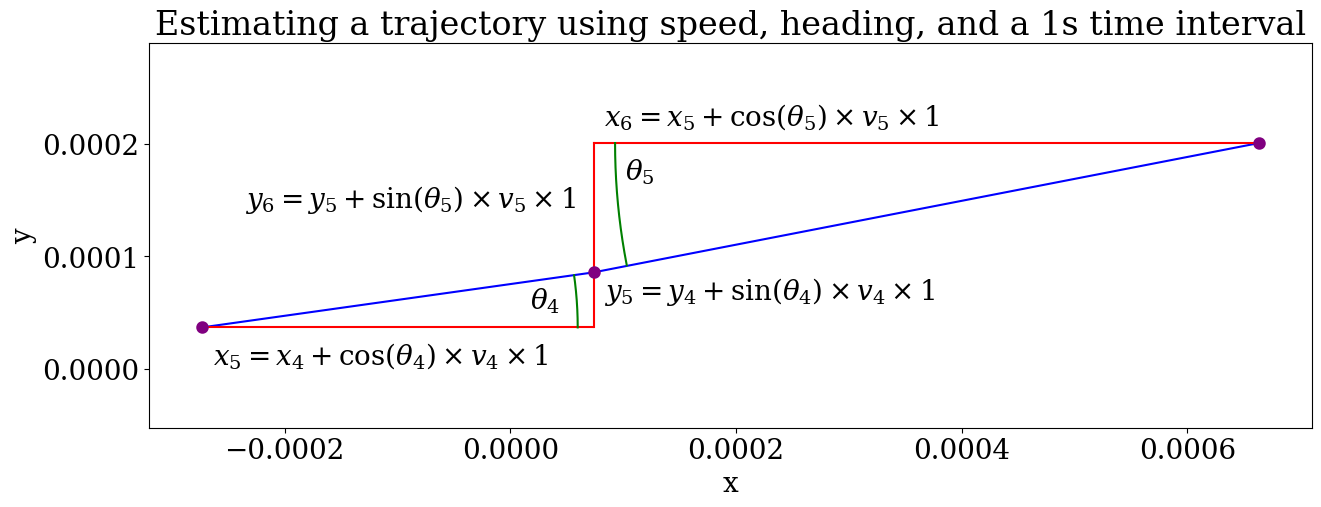 Estimating a trajectory using speed, heading, and a 1s time interval
x₆ = x₅ + cos(θ₅) × v₅ × 1
0.0002
θ₅
y₆ = y₅ + sin(θ₅) × v₅ × 1
y
0.0001
θ₄
y₅ = y₄ + sin(θ₄) × v₄ × 1
x₅ = x₄ + cos(θ₄) × v₄ × 1
0.0000
−0.0002 0.0000 0.0002 0.0004 0.0006
x